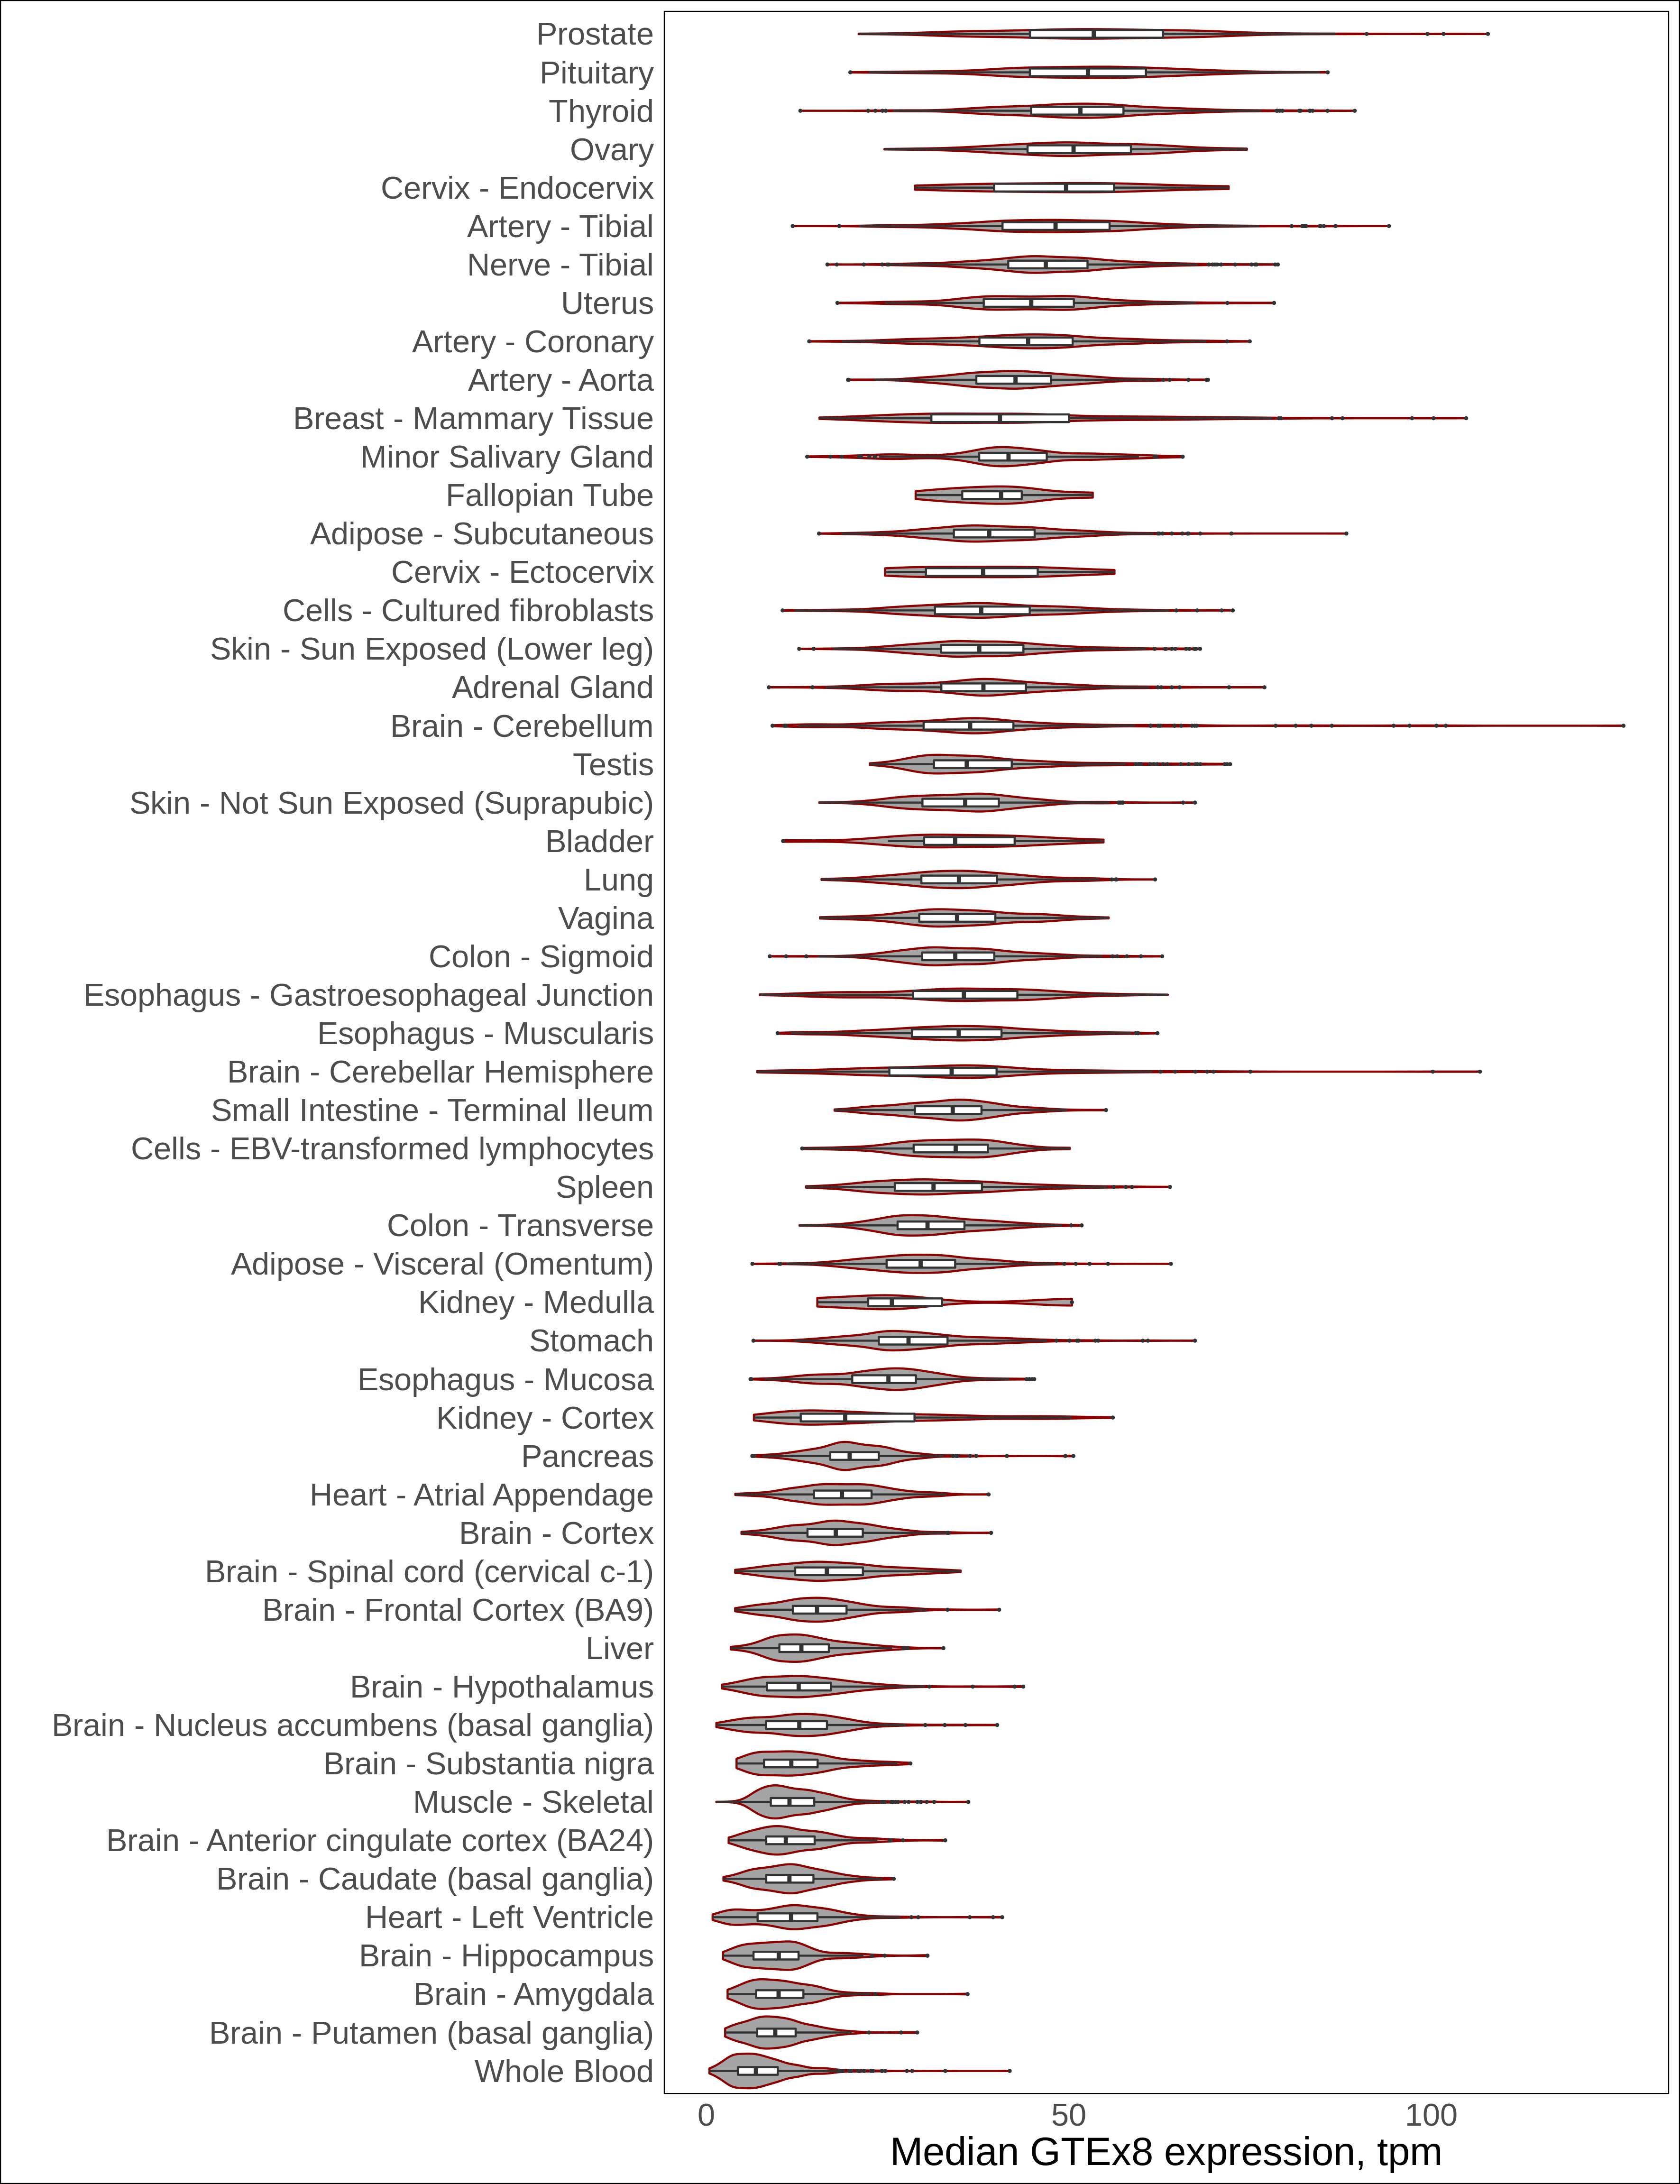 Prostate
Pituitary
Thyroid
Ovary
Cervix - Endocervix
Artery - Tibial
Nerve - Tibial
Uterus
Artery - Coronary
Artery - Aorta
Breast - Mammary Tissue
Minor Salivary Gland
Fallopian Tube
Adipose - Subcutaneous
Cervix - Ectocervix
Cells - Cultured fibroblasts
Skin - Sun Exposed (Lower leg)
Adrenal Gland
Brain - Cerebellum
Testis
Skin - Not Sun Exposed (Suprapubic)
Bladder
Lung
Vagina
Colon - Sigmoid
Esophagus - Gastroesophageal Junction
Esophagus - Muscularis
Brain - Cerebellar Hemisphere
Small Intestine - Terminal Ileum
Cells - EBV-transformed lymphocytes
Spleen
Colon - Transverse
Adipose - Visceral (Omentum)
Kidney - Medulla
Stomach
Esophagus - Mucosa
Kidney - Cortex
Pancreas
Heart - Atrial Appendage
Brain - Cortex
Brain - Spinal cord (cervical c-1)
Brain - Frontal Cortex (BA9)
Liver
Brain - Hypothalamus
Brain - Nucleus accumbens (basal ganglia)
Brain - Substantia nigra
Muscle - Skeletal
Brain - Anterior cingulate cortex (BA24)
Brain - Caudate (basal ganglia)
Heart - Left Ventricle
Brain - Hippocampus
Brain - Amygdala
Brain - Putamen (basal ganglia)
Whole Blood
0 50 100
Median GTEx8 expression, tpm